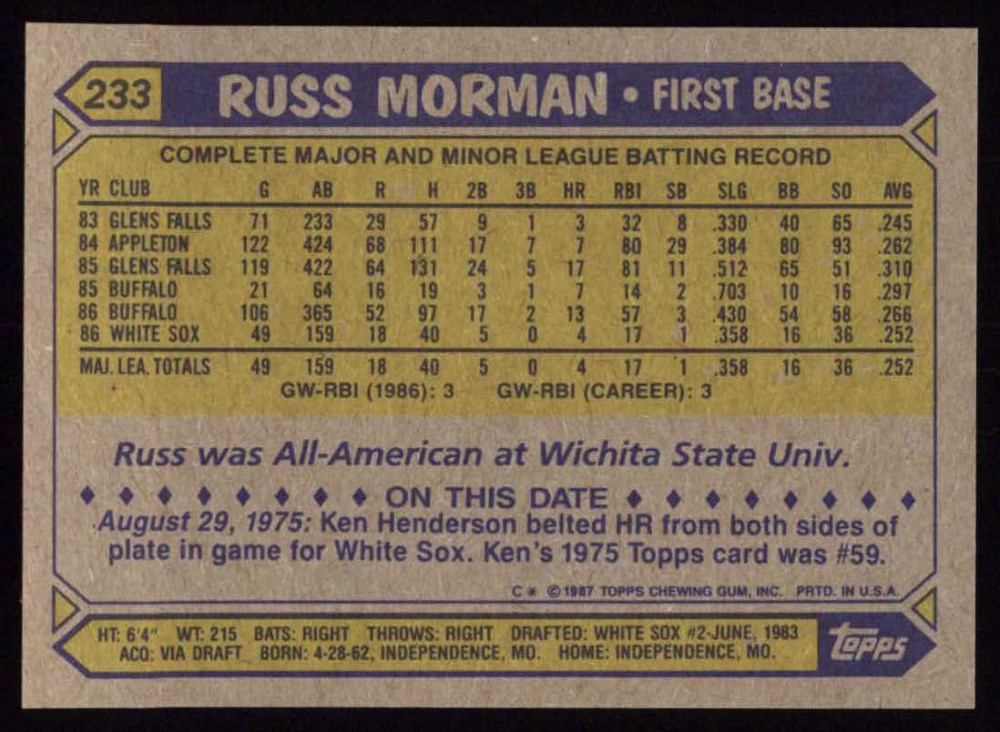 233 RUSS MORMAN • FIRST BASE
COMPLETE MAJOR AND MINOR LEAGUE BATTING RECORD
YR CLUB G AB R H 2B 3B HR RBI SB SLG BB SO AVG
83 GLENS FALLS 71 233 29 57 9 1 3 32 8 .330 40 65 .245
84 APPLETON 122 424 68 111 17 7 7 80 29 .384 80 93 .262
85 GLENS FALLS 119 422 64 131 24 5 17 81 11 .512 65 51 .310
85 BUFFALO 21 64 16 19 3 1 7 14 2 .703 10 16 .297
86 BUFFALO 106 365 52 97 17 2 13 57 3 .430 54 58 .266
86 WHITE SOX 49 159 18 40 5 0 4 17 1 .358 16 36 .252
MAJ. LEA. TOTALS 49 159 18 40 5 0 4 17 1 .358 16 36 .252
GW-RBI (1986): 3 GW-RBI (CAREER): 3
Russ was All-American at Wichita State Univ.
ON THIS DATE
August 29, 1975: Ken Henderson belted HR from both sides of
plate in game for White Sox. Ken's 1975 Topps card was #59.
C * © 1987 TOPPS CHEWING GUM, INC. PRTD. IN U.S.A.
HT: 6'4" WT: 215 BATS: RIGHT THROWS: RIGHT DRAFTED: WHITE SOX #2-JUNE, 1983
ACQ: VIA DRAFT BORN: 4-28-62, INDEPENDENCE, MO. HOME: INDEPENDENCE, MO.
topps